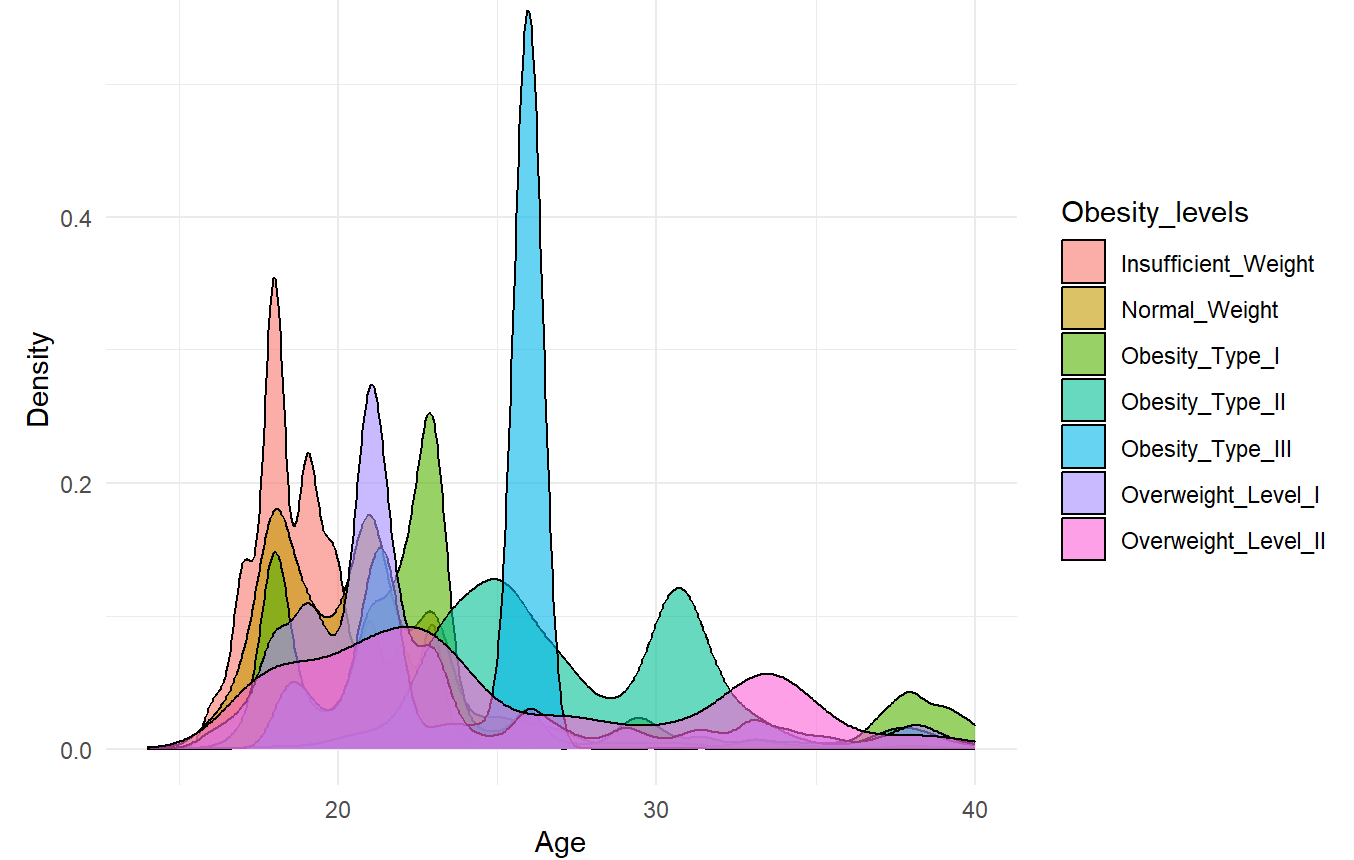 0.4
0.2
0.0
Density
20
30
40
Age
Obesity_levels
Insufficient_Weight
Normal_Weight
Obesity_Type_I
Obesity_Type_II
Obesity_Type_III
Overweight_Level_I
Overweight_Level_II